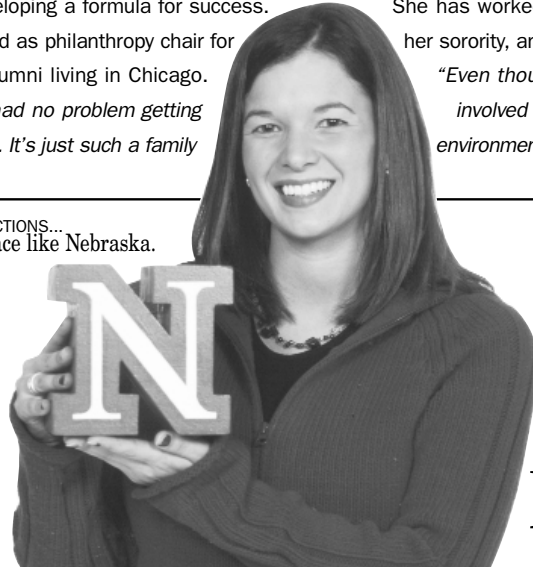 eloping a formula for success.
d as philanthropy chair for
umni living in Chicago.
ad no problem getting
. It's just such a family
She has worke
her sorority, an
"Even thou
involved
environmen
CTIONS...
ce like Nebraska.
N